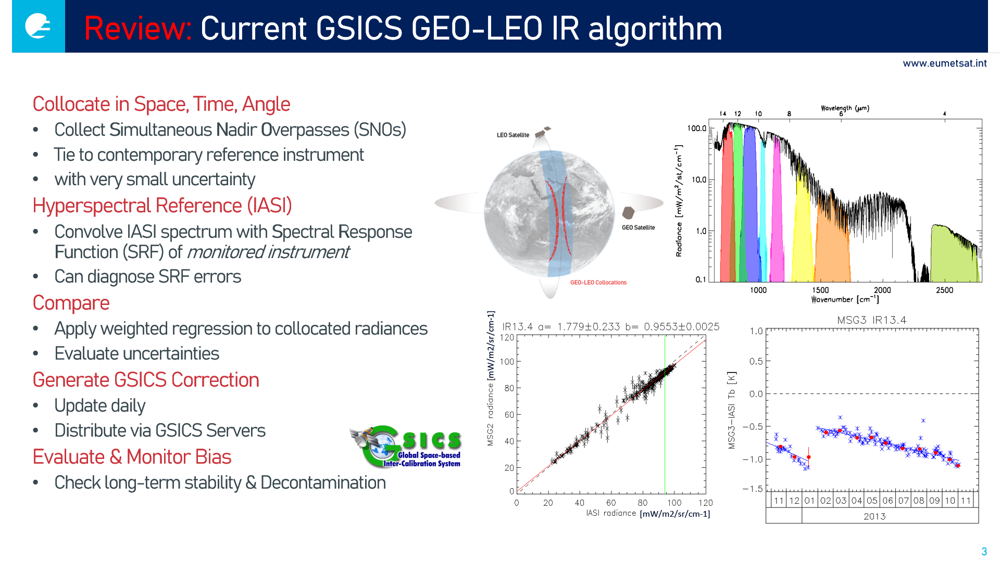 Review: Current GSICS GEO-LEO IR algorithm
www.eumetsat.int
Collocate in Space, Time, Angle
• Collect Simultaneous Nadir Overpasses (SNOs)
• Tie to contemporary reference instrument
• with very small uncertainty
Hyperspectral Reference (IASI)
• Convolve IASI spectrum with Spectral Response
Function (SRF) of monitored instrument
• Can diagnose SRF errors
Compare
• Apply weighted regression to collocated radiances
• Evaluate uncertainties
Generate GSICS Correction
• Update daily
• Distribute via GSICS Servers
Evaluate & Monitor Bias
• Check long-term stability & Decontamination
GSICS
Global Space-based
Inter-Calibration System
LEO Satellite
GEO Satellite
GEO-LEO Collocations
Wavelength (μm)
14 12 10 8 6 4
Radiance [mW/m²/st/cm⁻¹]
100.0
10.0
1.0
0.1
1000 1500 2000 2500
Wavenumber [cm⁻¹]
IR13.4 a= 1.779±0.233 b= 0.9553±0.0025
MSG2 radiance [mW/m2/sr/cm-1]
120
100
80
60
40
20
0
0 20 40 60 80 100 120
IASI radiance [mW/m2/sr/cm-1]
MSG3 IR13.4
MSG3-IASI Tb [K]
1.0
0.5
0.0
-0.5
-1.0
-1.5
11 12 01 02 03 04 05 06 07 08 09 10 11
2013
3